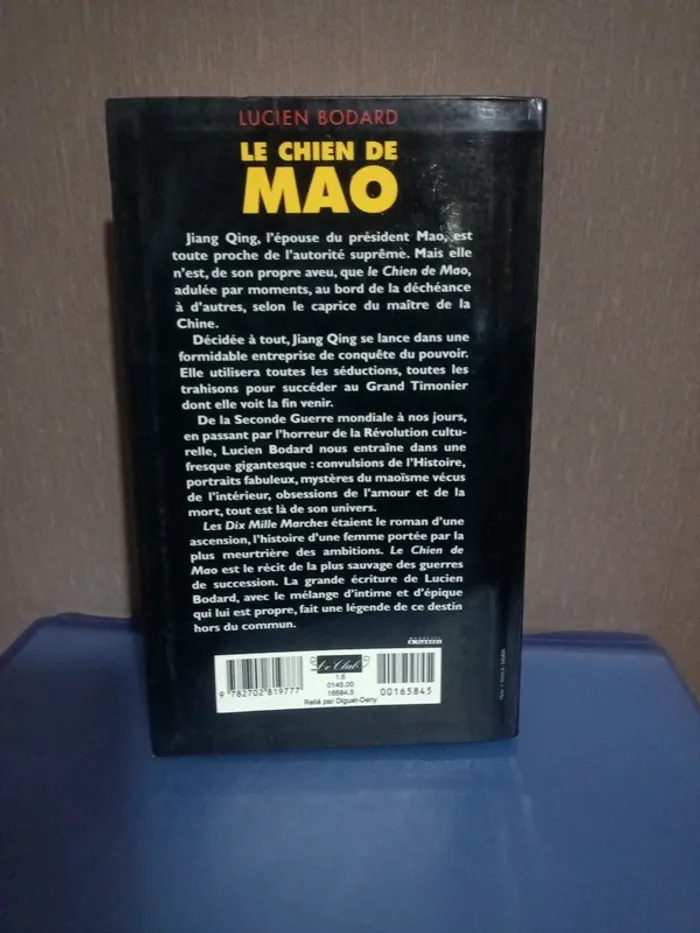 LUCIEN BODARD
LE CHIEN DE
MAO
Jiang Qing, l'épouse du président Mao, est
toute proche de l'autorité suprême. Mais elle
n'est, de son propre aveu, que le Chien de Mao,
adulée par moments, au bord de la déchéance
à d'autres, selon le caprice du maître de la
Chine.
Décidée à tout, Jiang Qing se lance dans une
formidable entreprise de conquête du pouvoir.
Elle utilisera toutes les séductions, toutes les
trahisons pour succéder au Grand Timonier
dont elle voit la fin venir.
De la Seconde Guerre mondiale à nos jours,
en passant par l'horreur de la Révolution cultu-
relle, Lucien Bodard nous entraîne dans une
fresque gigantesque : convulsions de l'Histoire,
portraits fabuleux, mystères du maoïsme vécus
de l'intérieur, obsessions de l'amour et de la
mort, tout est là de son univers.
Les Dix Mille Marches étaient le roman d'une
ascension, l'histoire d'une femme portée par la
plus meurtrière des ambitions. Le Chien de
Mao est le récit de la plus sauvage des guerres
de succession. La grande écriture de Lucien
Bodard, avec le mélange d'intime et d'épique
qui lui est propre, fait une légende de ce destin
hors du commun.
Le Club
1.6
0145.00
16584.5
Relié par Diguet-Deny
9 782702 819777
00165845